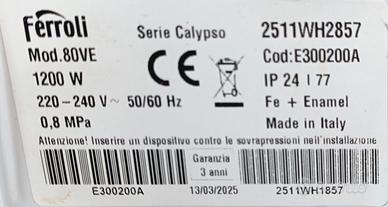 Ferroli Serie Calypso 2511WH2857
Mod.80VE Cod:E300200A
1200 W CE IP 24 I 77
220-240 V~ 50/60 Hz Fe + Enamel
0,8 MPa Made in Italy
Attenzione! Inserire un dispositivo contro le sovrapressioni nell'installazione
Garanzia
3 anni
E300200A 13/03/2025 2511WH1857